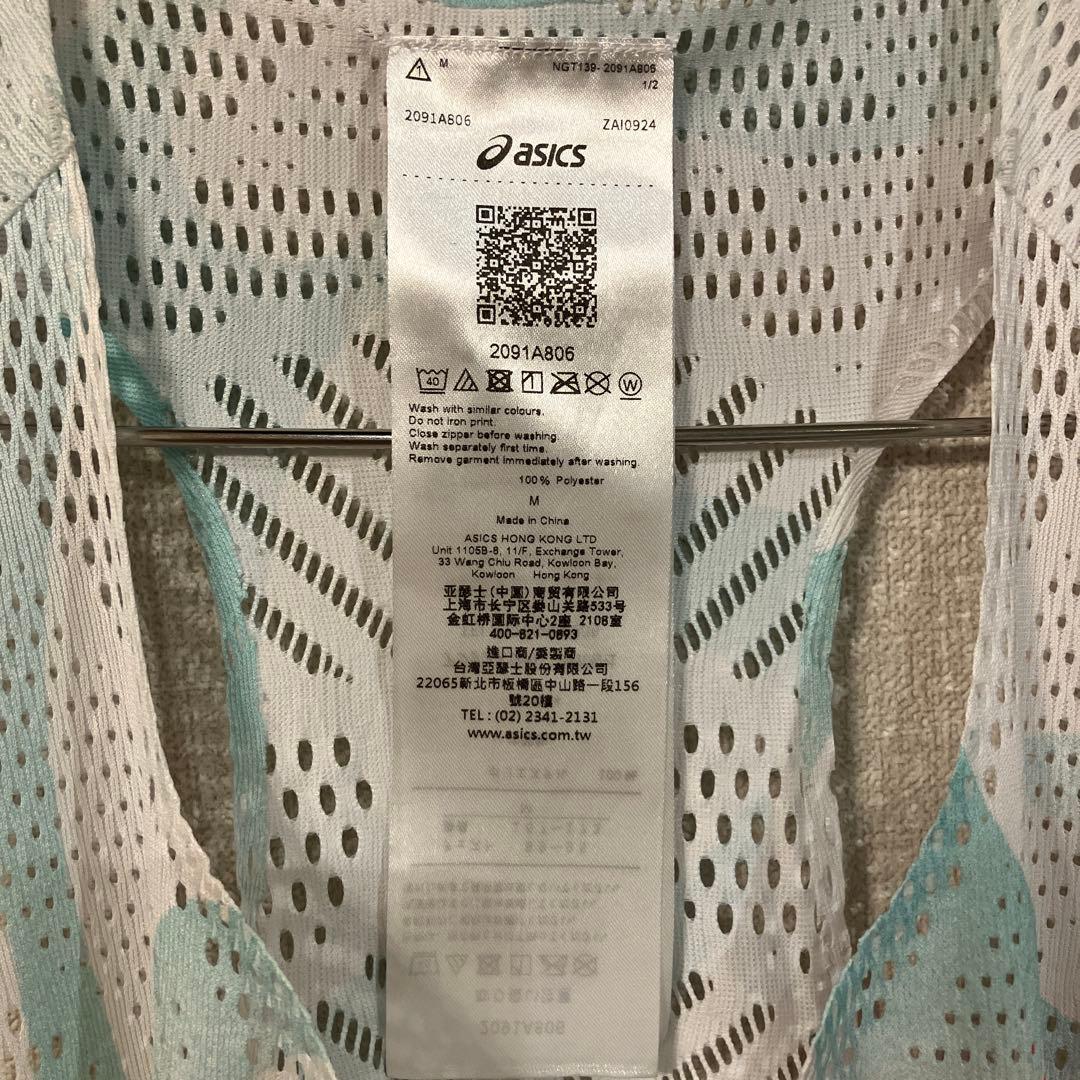 1 M NGT139-2091A806
1/2
2091A806 ZAI0924
asics
2091A806
40 W
Wash with similar colours.
Do not iron print.
Close zipper before washing.
Wash separately first time.
Remove garment immediately after washing.
100% Polyester
M
Made in China
ASICS HONG KONG LTD
Unit 1105B-8, 11/F, Exchange Tower,
33 Wang Chiu Road, Kowloon Bay,
Kowloon Hong Kong
亚瑟士(中国)商贸有限公司
上海市长宁区娄山关路533号
金虹桥国际中心2座 2108室
400-821-0893
進口商/委製商
台灣亞瑟士股份有限公司
22065新北市板橋區中山路一段156
號20樓
TEL: (02) 2341-2131
www.asics.com.tw